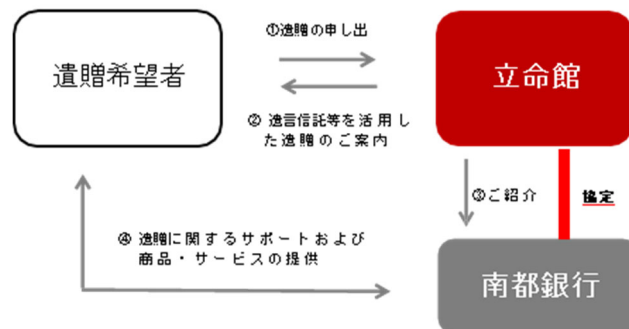 ①遺贈の申し出
遺贈希望者
立命館
② 遺言信託等を活用し
た遺贈のご案内
③ご紹介
協定
④ 遺贈に関するサポートおよび
商品・サービスの提供
南都銀行